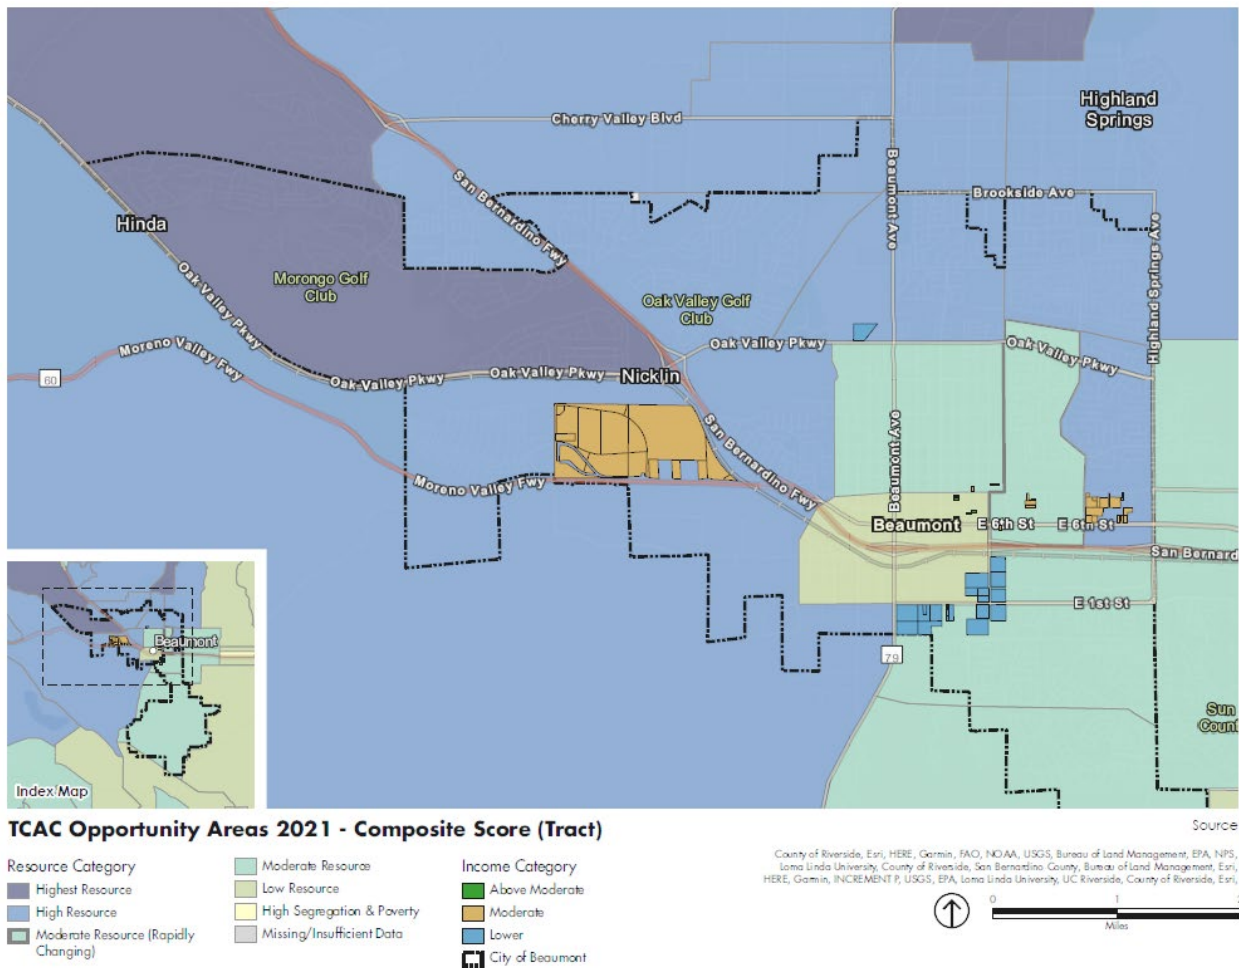 Highland
Springs
Cherry Valley Blvd
Beaumont Ave
Brookside Ave
San Bernardino Fwy
Hinda
Highland Springs Ave
Morongo Golf
Club
Oak Valley Golf
Club
Oak Valley Pkwy
Moreno Valley Fwy
Oak Valley Pkwy
Oak Valley Pkwy
60
Oak Valley Pkwy
Oak Valley Pkwy
Nicklin
San Bernardino Fwy
Beaumont Ave
Moreno Valley Fwy
Beaumont
E 6th St
E 6th St
San Bernard
E 1st St
79
Sun
Count
Beaumont
Index Map
TCAC Opportunity Areas 2021 - Composite Score (Tract)
Resource Category
Highest Resource
High Resource
Moderate Resource (Rapidly
Changing)
Moderate Resource
Low Resource
High Segregation & Poverty
Missing/Insufficient Data
Income Category
Above Moderate
Moderate
Lower
City of Beaumont
Source
County of Riverside, Esri, HERE, Garmin, FAO, NOAA, USGS, Bureau of Land Management, EPA, NPS,
Loma Linda University, County of Riverside, San Bernardino County, Bureau of Land Management, Esri,
HERE, Garmin, INCREMENT P, USGS, EPA, Loma Linda University, UC Riverside, County of Riverside, Esri,
0 1 2
Miles